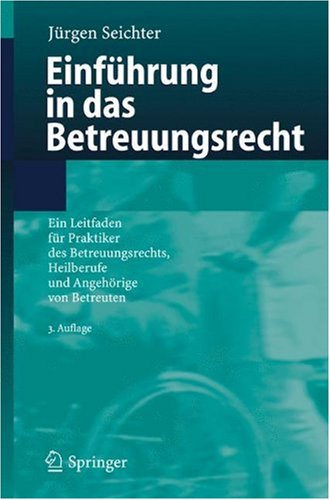 Jürgen Seichter
Einführung
in das
Betreuungsrecht
Ein Leitfaden
für Praktiker
des Betreuungsrechts,
Heilberufe
und Angehörige
von Betreuten
3. Auflage
Springer